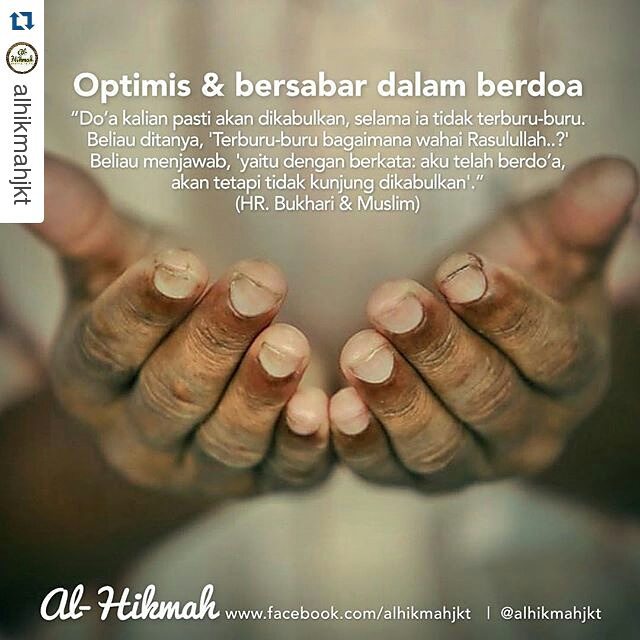 alhikmahjkt
Optimis & bersabar dalam berdoa
“Do’a kalian pasti akan dikabulkan, selama ia tidak terburu-buru.
Beliau ditanya, 'Terburu-buru bagaimana wahai Rasulullah..?'
Beliau menjawab, 'yaitu dengan berkata: aku telah berdo’a,
akan tetapi tidak kunjung dikabulkan'.”
(HR. Bukhari & Muslim)
Al-Hikmah www.facebook.com/alhikmahjkt | @alhikmahjkt